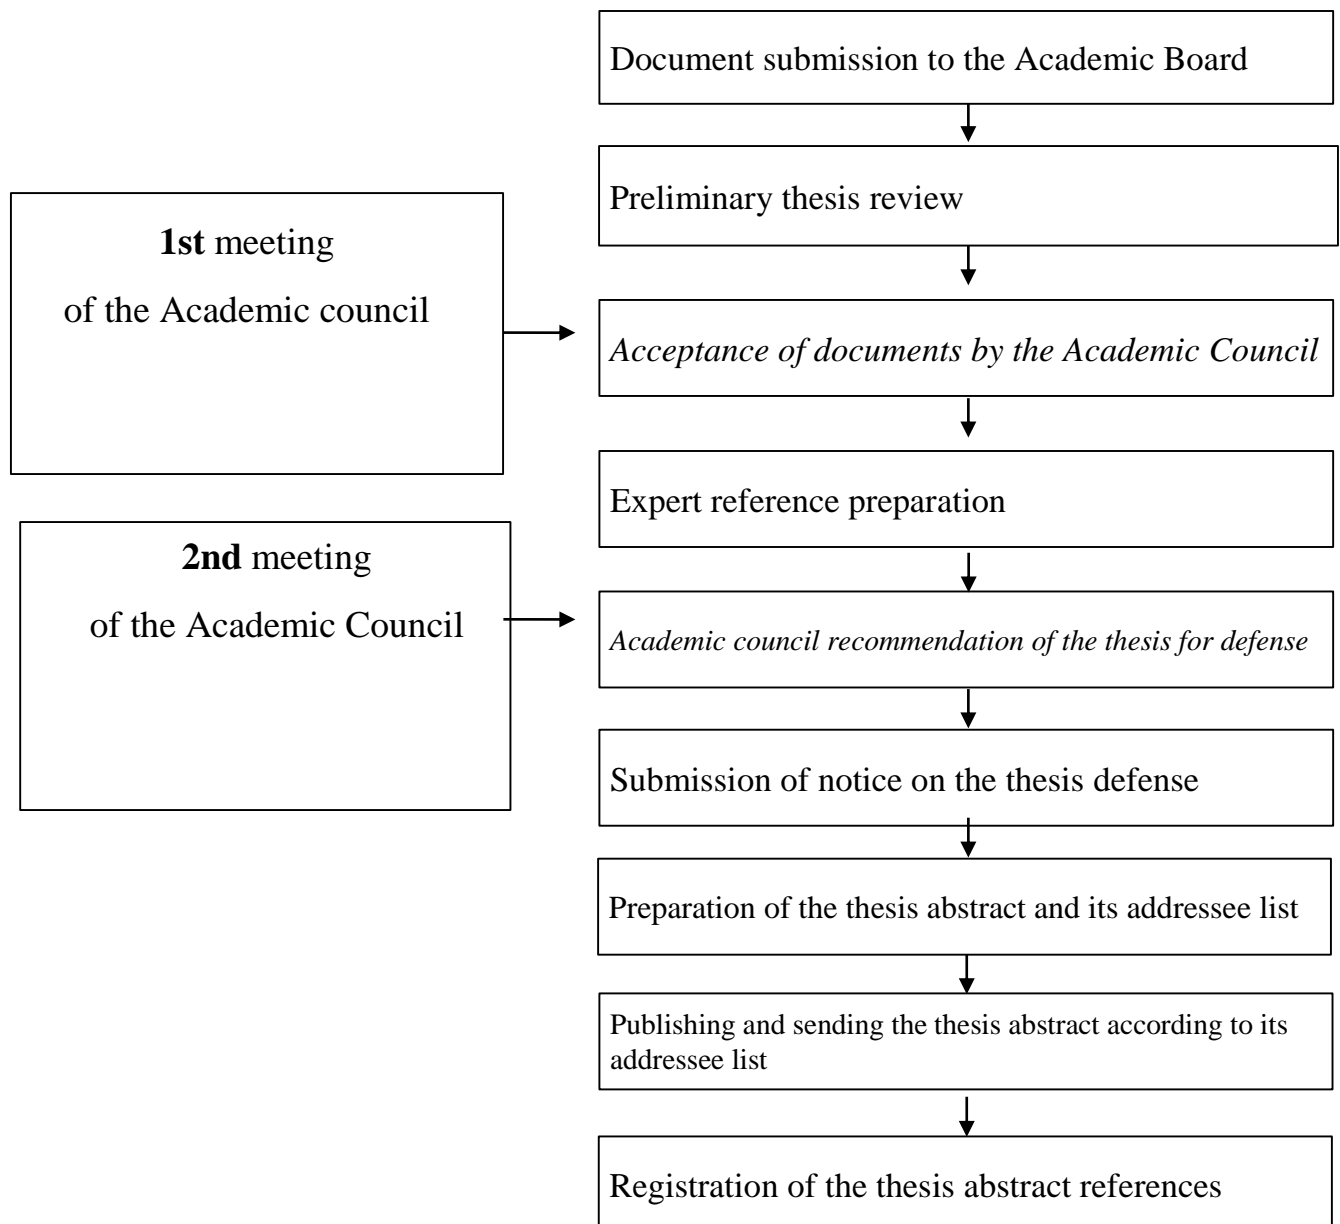 Document submission to the Academic Board
Preliminary thesis review
1st meeting
of the Academic council
Acceptance of documents by the Academic Council
Expert reference preparation
2nd meeting
of the Academic Council
Academic council recommendation of the thesis for defense
Submission of notice on the thesis defense
Preparation of the thesis abstract and its addressee list
Publishing and sending the thesis abstract according to its
addressee list
Registration of the thesis abstract references